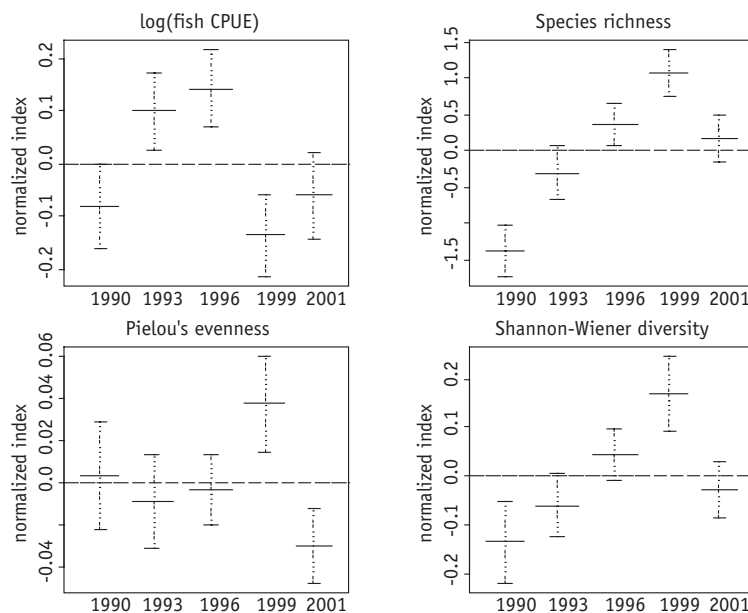 log(fish CPUE)
normalized index
0.2
0.1
0.0
-0.1
-0.2
1990 1993 1996 1999 2001
Species richness
normalized index
1.5
1.0
0.5
0.0
-0.5
-1.5
1990 1993 1996 1999 2001
Pielou's evenness
normalized index
0.06
0.04
0.02
0.0
-0.04
1990 1993 1996 1999 2001
Shannon-Wiener diversity
normalized index
0.2
0.1
0.0
-0.1
-0.2
1990 1993 1996 1999 2001